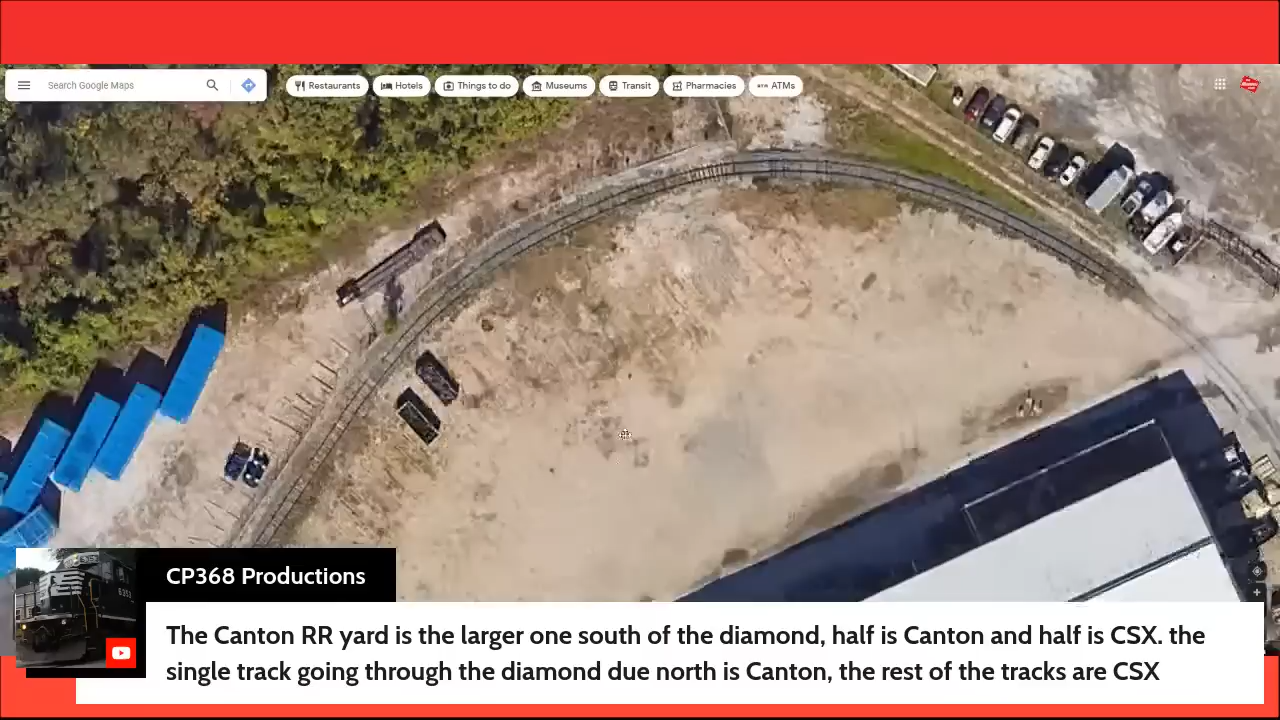 Search Google Maps
Restaurants
Hotels
Things to do
Museums
Transit
Pharmacies
ATMs
CP368 Productions
The Canton RR yard is the larger one south of the diamond, half is Canton and half is CSX. the
single track going through the diamond due north is Canton, the rest of the tracks are CSX